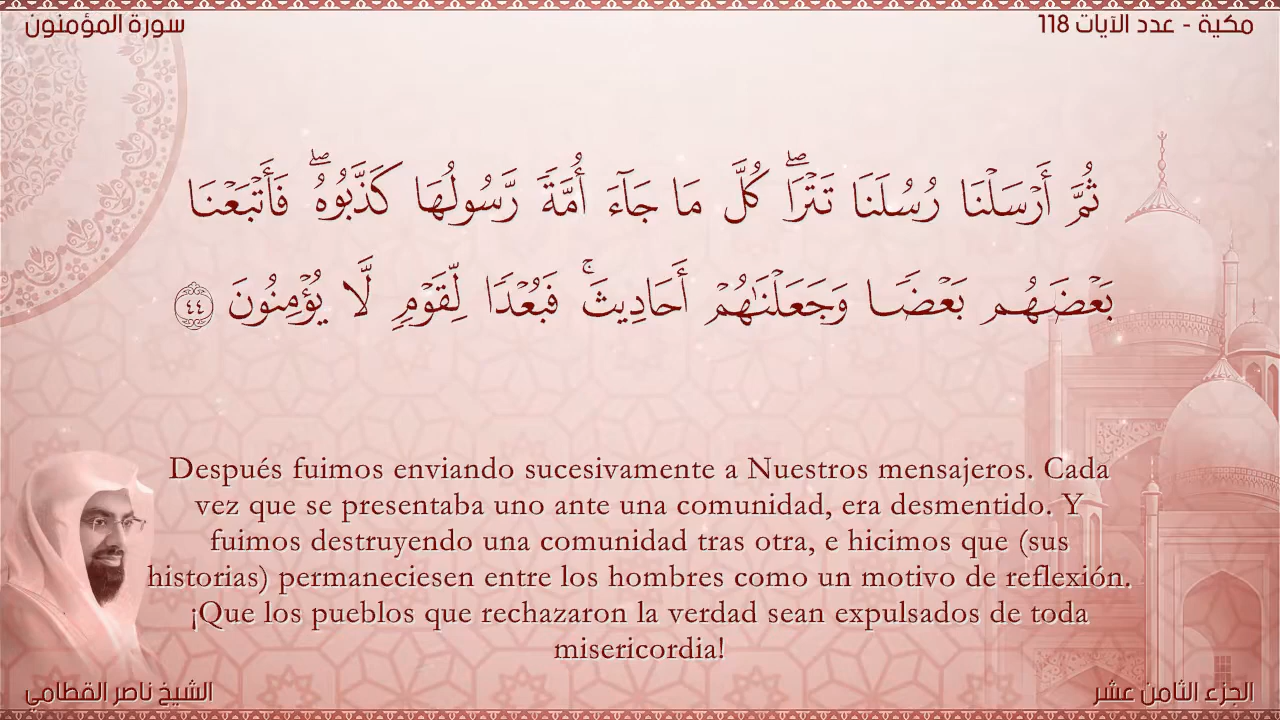 سورة المؤمنون
مكية - عدد الآيات 118
ثُمَّ أَرْسَلْنَا رُسُلَنَا تَتْرَاۖ كُلَّ مَا جَآءَ أُمَّةٗ رَّسُولُهَا كَذَّبُوهُۖ فَأَتْبَعْنَا
بَعْضَهُم بَعْضٗا وَجَعَلْنَٰهُمْ أَحَادِيثَۚ فَبُعْدٗا لِّقَوْمٖ لَّا يُؤْمِنُونَ ٤٤
Después fuimos enviando sucesivamente a Nuestros mensajeros. Cada
vez que se presentaba uno ante una comunidad, era desmentido. Y
fuimos destruyendo una comunidad tras otra, e hicimos que (sus
historias) permaneciesen entre los hombres como un motivo de reflexión.
¡Que los pueblos que rechazaron la verdad sean expulsados de toda
misericordia!
الشيخ ناصر القطامي
الجزء الثامن عشر